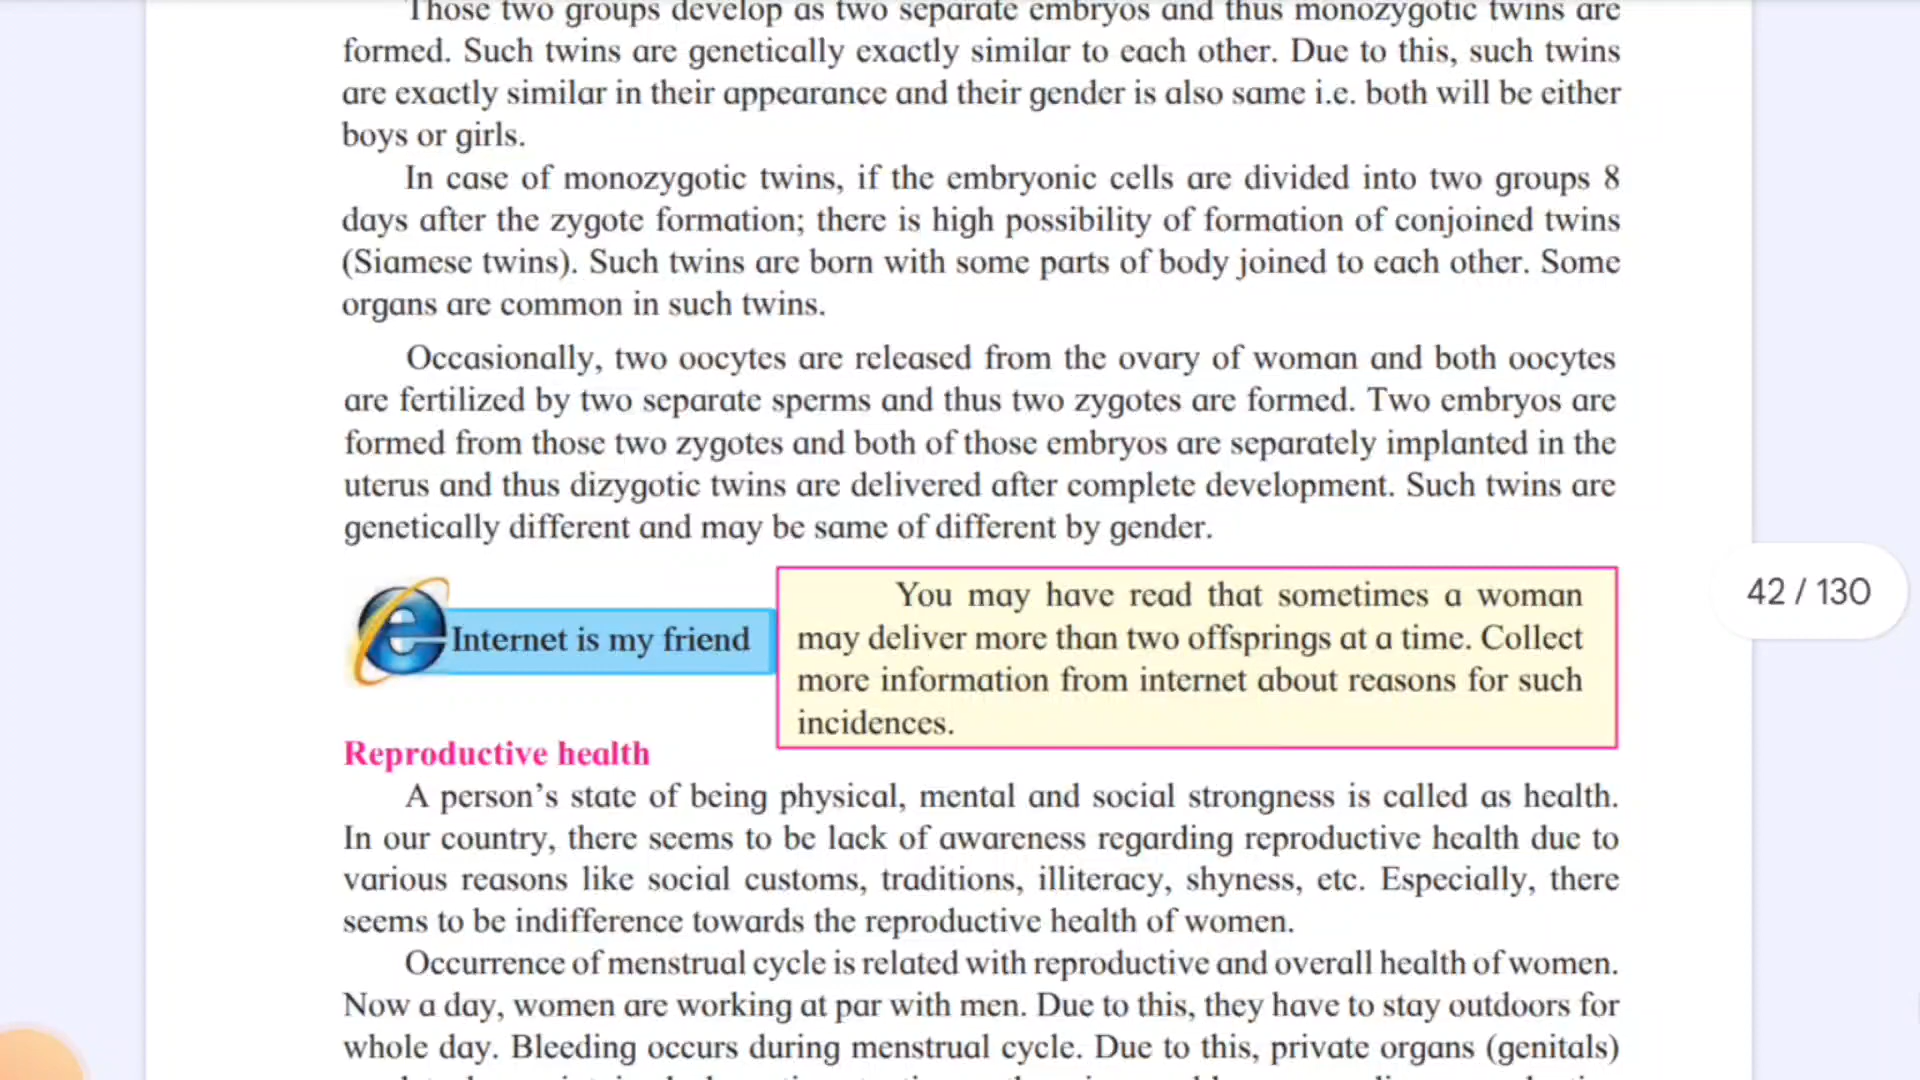 Those two groups develop as two separate embryos and thus monozygotic twins are
formed. Such twins are genetically exactly similar to each other. Due to this, such twins
are exactly similar in their appearance and their gender is also same i.e. both will be either
boys or girls.
In case of monozygotic twins, if the embryonic cells are divided into two groups 8
days after the zygote formation; there is high possibility of formation of conjoined twins
(Siamese twins). Such twins are born with some parts of body joined to each other. Some
organs are common in such twins.
Occasionally, two oocytes are released from the ovary of woman and both oocytes
are fertilized by two separate sperms and thus two zygotes are formed. Two embryos are
formed from those two zygotes and both of those embryos are separately implanted in the
uterus and thus dizygotic twins are delivered after complete development. Such twins are
genetically different and may be same of different by gender.
Internet is my friend
You may have read that sometimes a woman
may deliver more than two offsprings at a time. Collect
more information from internet about reasons for such
incidences.
42 / 130
Reproductive health
A person's state of being physical, mental and social strongness is called as health.
In our country, there seems to be lack of awareness regarding reproductive health due to
various reasons like social customs, traditions, illiteracy, shyness, etc. Especially, there
seems to be indifference towards the reproductive health of women.
Occurrence of menstrual cycle is related with reproductive and overall health of women.
Now a day, women are working at par with men. Due to this, they have to stay outdoors for
whole day. Bleeding occurs during menstrual cycle. Due to this, private organs (genitals)